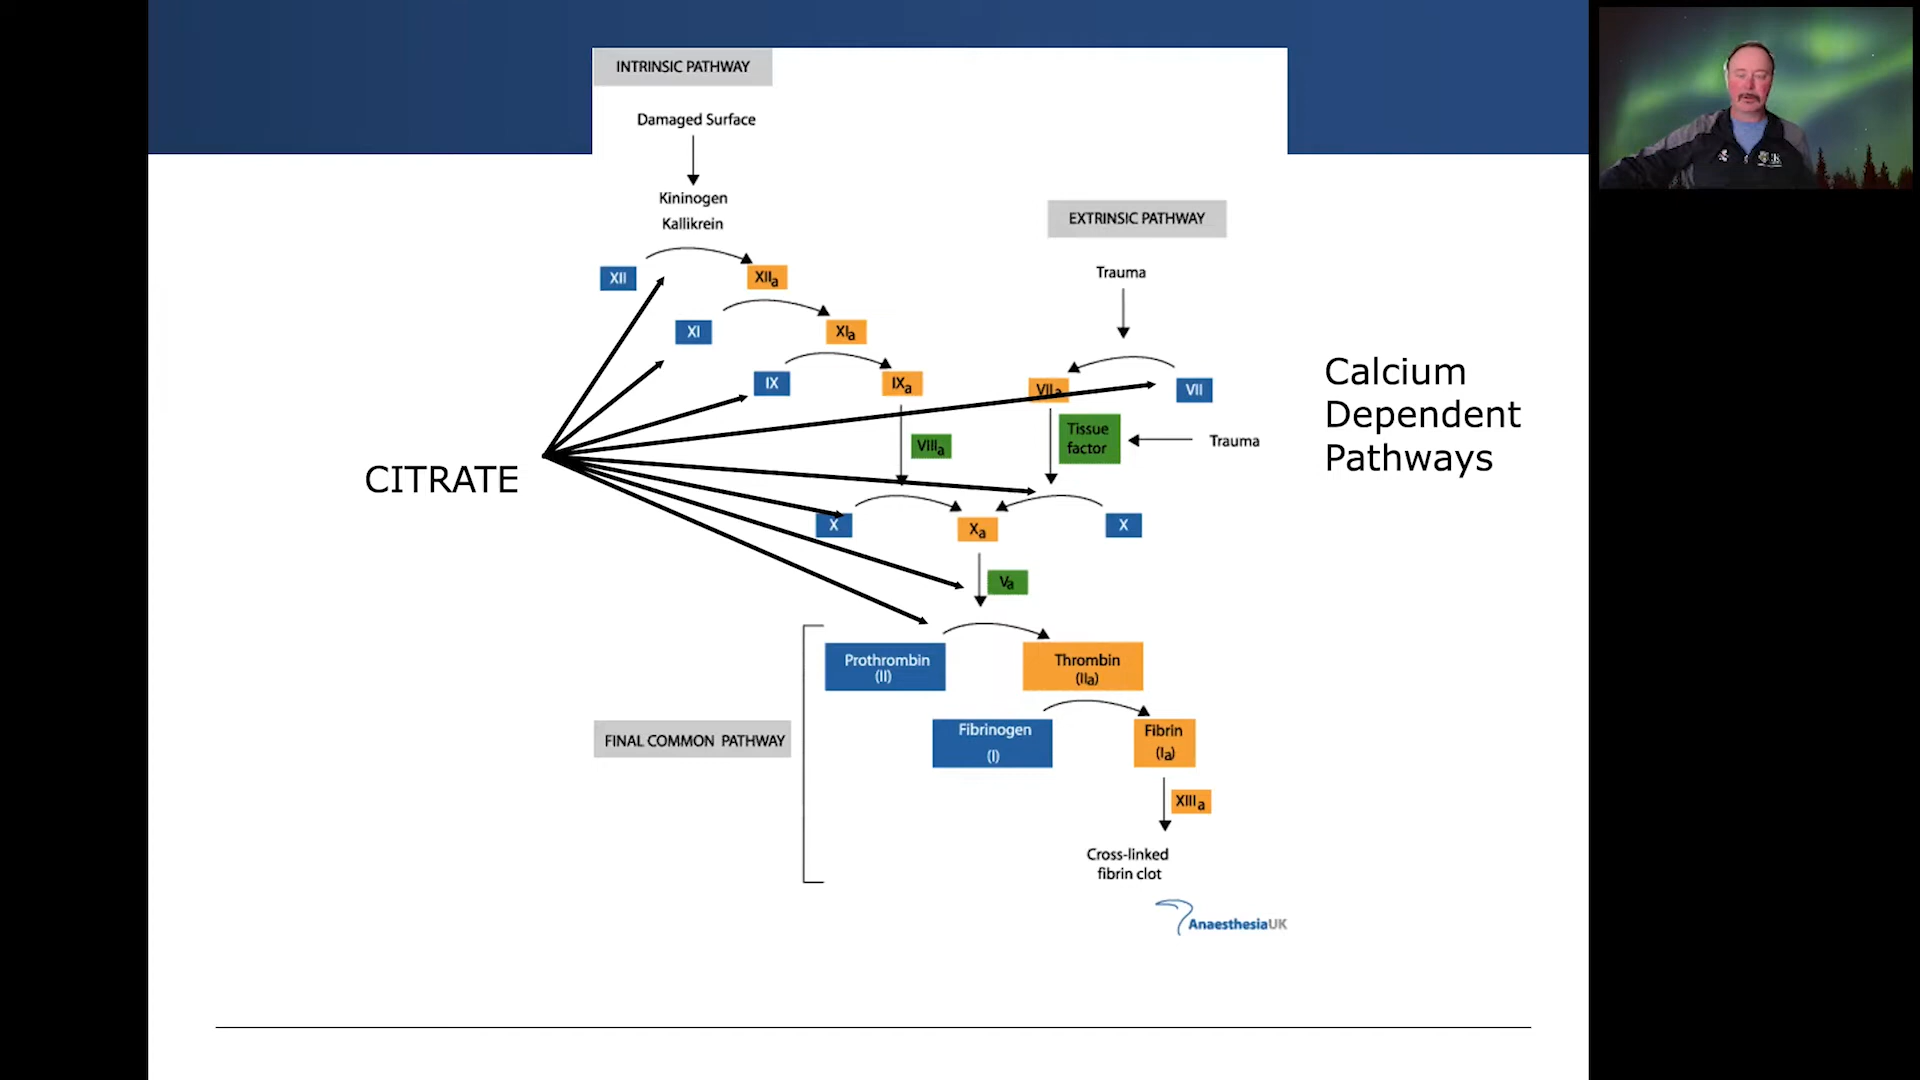 INTRINSIC PATHWAY
Damaged Surface
Kininogen
Kallikrein
EXTRINSIC PATHWAY
XII
XIIa
Trauma
XI
XIa
IX
IXa
VIIa
VII
Calcium
Dependent
Pathways
Tissue
factor
VIIIa
Trauma
CITRATE
X
Xa
X
Va
Prothrombin
(II)
Thrombin
(IIa)
FINAL COMMON PATHWAY
Fibrinogen
(I)
Fibrin
(Ia)
XIIIa
Cross-linked
fibrin clot
AnaesthesiaUK